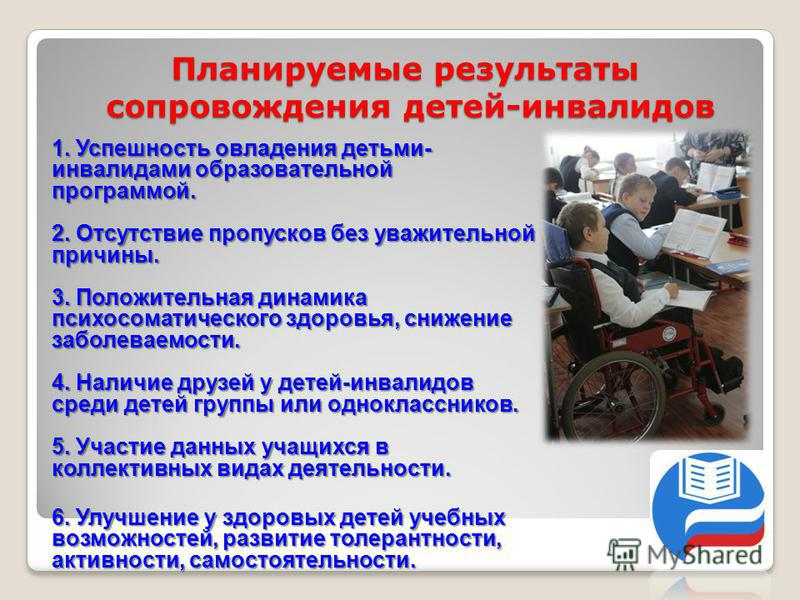 Планируемые результаты
сопровождения детей-инвалидов
1. Успешность овладения детьми-
инвалидами образовательной
программой.
2. Отсутствие пропусков без уважительной
причины.
3. Положительная динамика
психосоматического здоровья, снижение
заболеваемости.
4. Наличие друзей у детей-инвалидов
среди детей группы или одноклассников.
5. Участие данных учащихся в
коллективных видах деятельности.
6. Улучшение у здоровых детей учебных
возможностей, развитие толерантности,
активности, самостоятельности.
MyShared